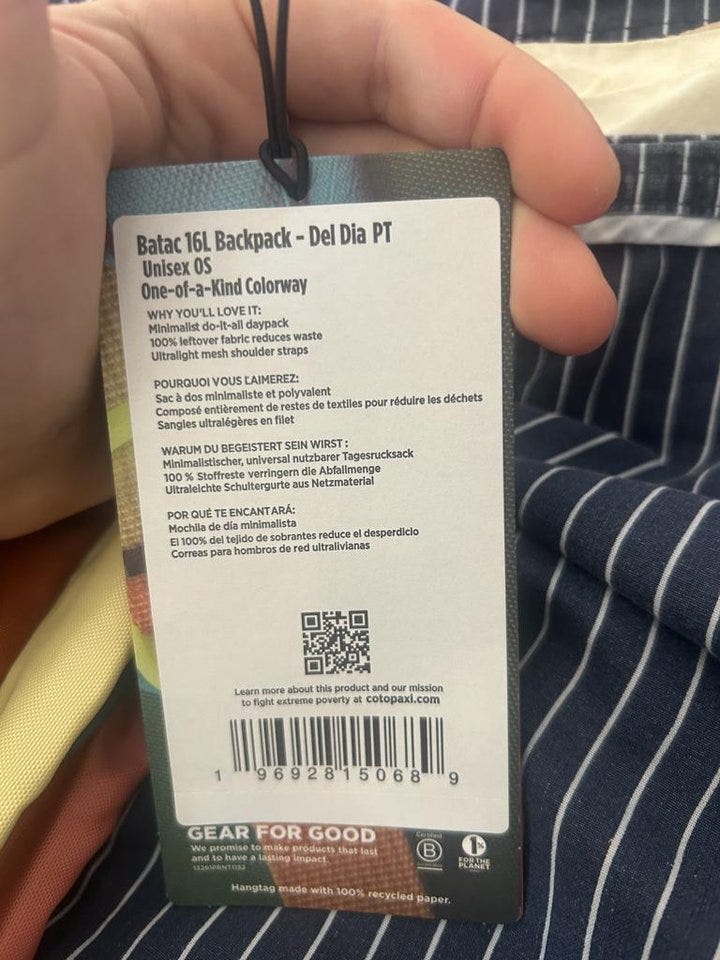 Batac 16L Backpack - Del Dia PT
Unisex OS
One-of-a-Kind Colorway
WHY YOU'LL LOVE IT:
Minimalist do-it-all daypack
100% leftover fabric reduces waste
Ultralight mesh shoulder straps
POURQUOI VOUS L'AIMEREZ:
Sac à dos minimaliste et polyvalent
Composé entièrement de restes de textiles pour réduire les déchets
Sangles ultralégères en filet
WARUM DU BEGEISTERT SEIN WIRST :
Minimalistischer, universal nutzbarer Tagesrucksack
100 % Stoffreste verringern die Abfallmenge
Ultraleichte Schultergurte aus Netzmaterial
POR QUÉ TE ENCANTARÁ:
Mochila de día minimalista
El 100% del tejido de sobrantes reduce el desperdicio
Correas para hombros de red ultralivianas
Learn more about this product and our mission
to fight extreme poverty at cotopaxi.com
1 96928 15068 9
GEAR FOR GOOD
We promise to make products that last
and to have a lasting impact.
Certified
B
1%
FOR THE
PLANET
Hangtag made with 100% recycled paper.